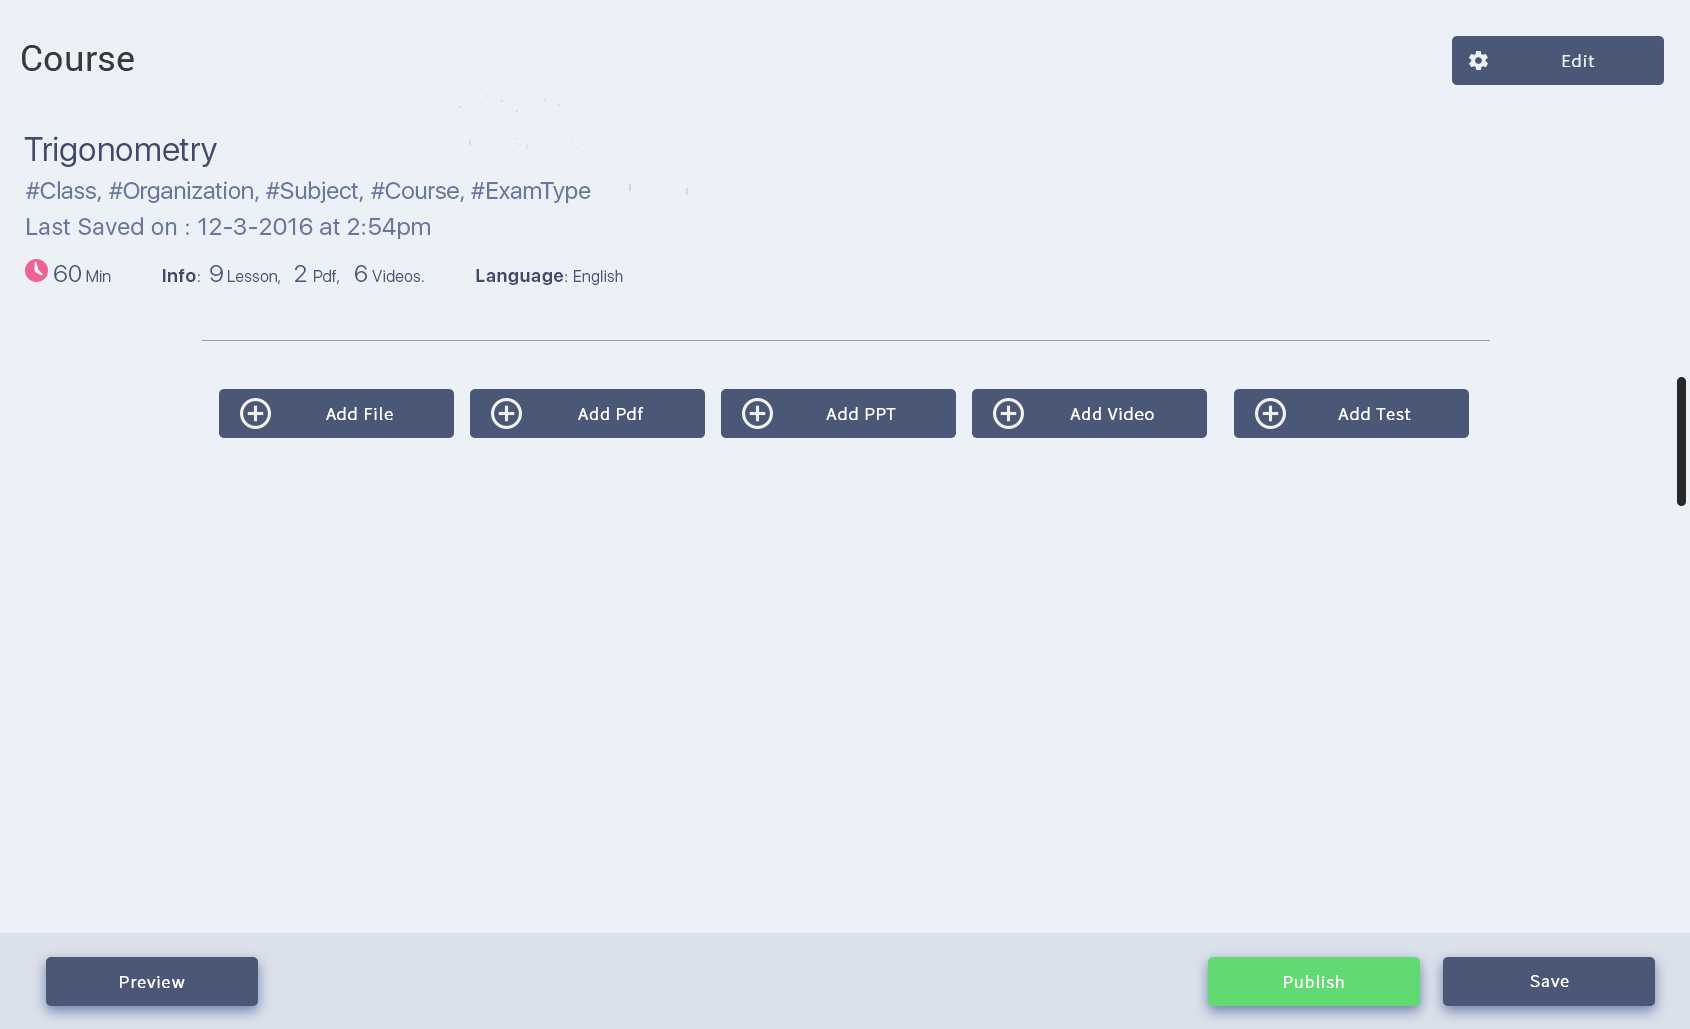 Course
Edit
Trigonometry
#Class, #Organization, #Subject, #Course, #ExamType
Last Saved on : 12-3-2016 at 2:54pm
60 Min Info: 9 Lesson, 2 Pdf, 6 Videos. Language: English
Add File
Add Pdf
Add PPT
Add Video
Add Test
Preview
Publish
Save